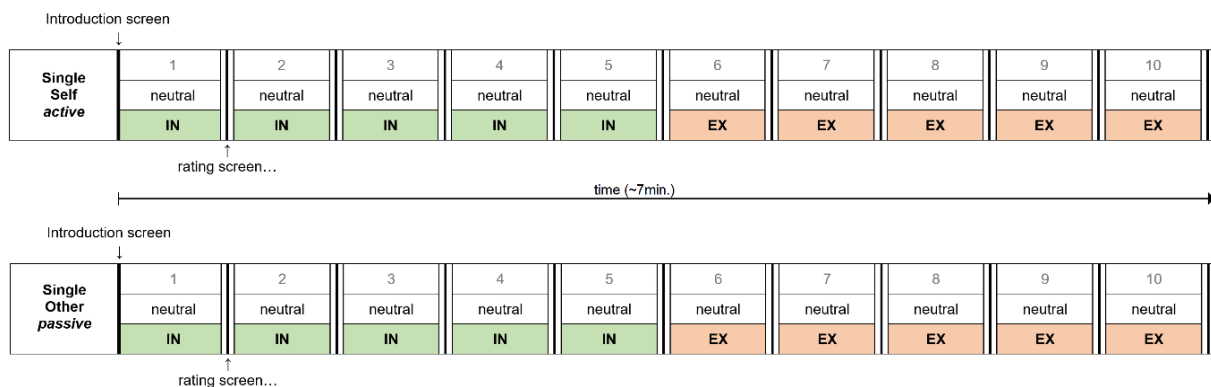 Introduction screen
↓
Single Self active
1 2 3 4 5 6 7 8 9 10
neutral neutral neutral neutral neutral neutral neutral neutral neutral neutral
IN IN IN IN IN EX EX EX EX EX
↑
rating screen…
time (~7min.)
Introduction screen
↓
Single Other passive
1 2 3 4 5 6 7 8 9 10
neutral neutral neutral neutral neutral neutral neutral neutral neutral neutral
IN IN IN IN IN EX EX EX EX EX
↑
rating screen…